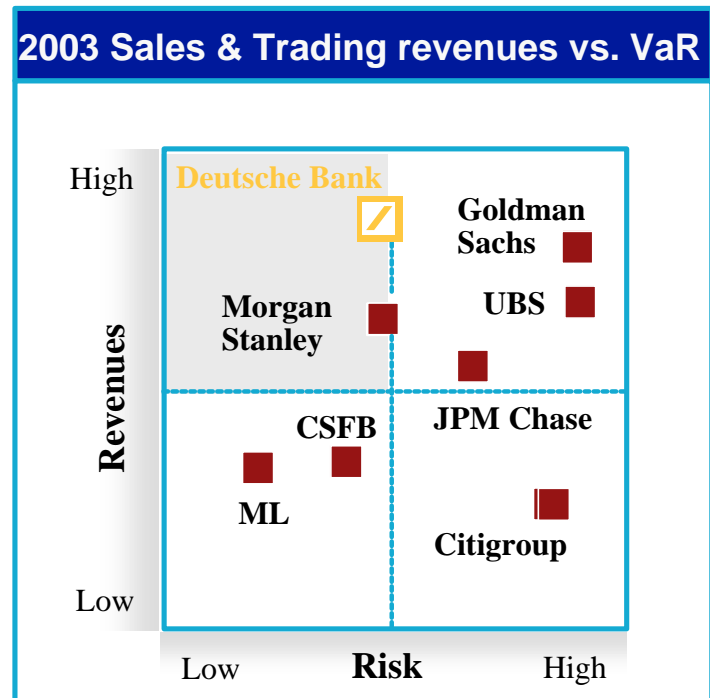 2003 Sales & Trading revenues vs. VaR
High
Deutsche Bank
Goldman
Sachs
Morgan
Stanley
UBS
Revenues
CSFB
JPM Chase
ML
Citigroup
Low
Low
Risk
High